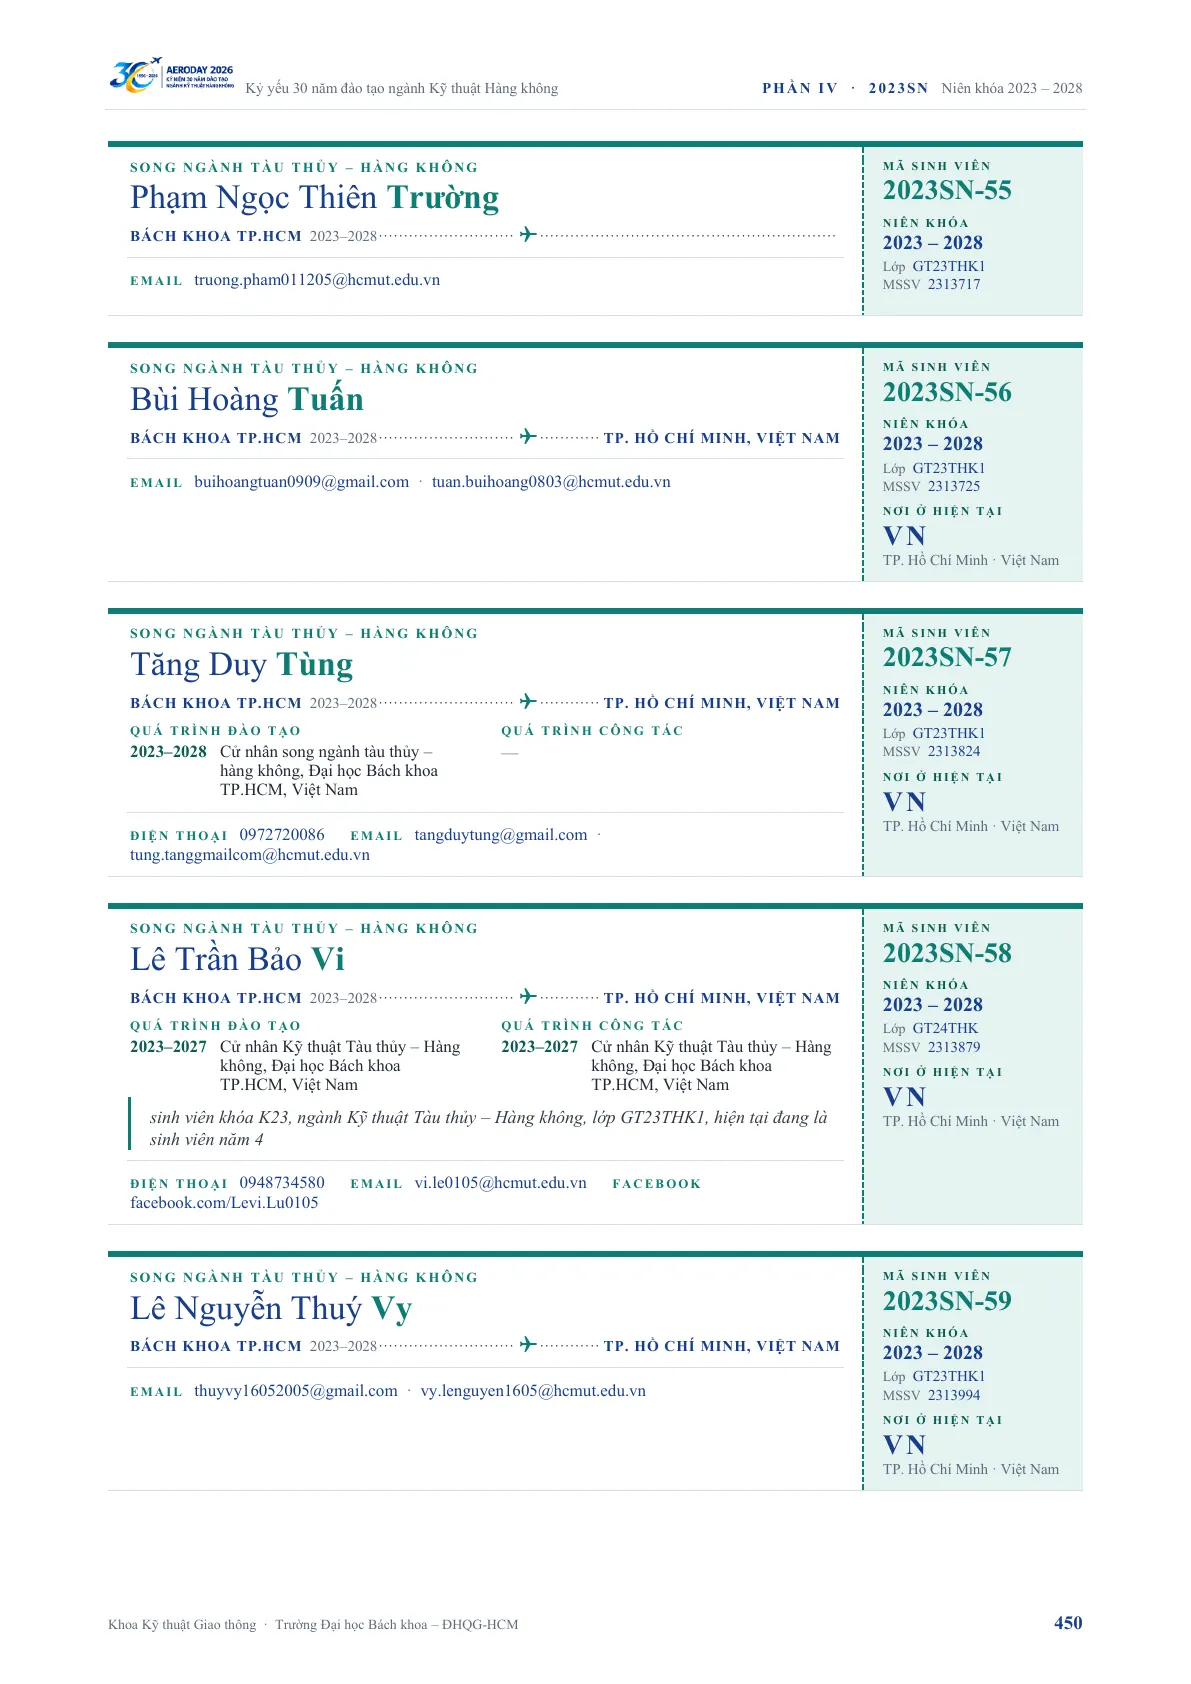 30
1996 - 2026
AERODAY 2026
KỶ NIỆM 30 NĂM ĐÀO TẠO
NGÀNH KỸ THUẬT HÀNG KHÔNG
Kỷ yếu 30 năm đào tạo ngành Kỹ thuật Hàng không
PHẦN IV · 2023SN Niên khóa 2023 – 2028
SONG NGÀNH TÀU THỦY – HÀNG KHÔNG
Phạm Ngọc Thiên Trường
BÁCH KHOA TP.HCM 2023–2028
EMAIL truong.pham011205@hcmut.edu.vn
MÃ SINH VIÊN
2023SN-55
NIÊN KHÓA
2023 – 2028
Lớp GT23THK1
MSSV 2313717
SONG NGÀNH TÀU THỦY – HÀNG KHÔNG
Bùi Hoàng Tuấn
BÁCH KHOA TP.HCM 2023–2028 TP. HỒ CHÍ MINH, VIỆT NAM
EMAIL buihoangtuan0909@gmail.com · tuan.buihoang0803@hcmut.edu.vn
MÃ SINH VIÊN
2023SN-56
NIÊN KHÓA
2023 – 2028
Lớp GT23THK1
MSSV 2313725
NƠI Ở HIỆN TẠI
VN
TP. Hồ Chí Minh · Việt Nam
SONG NGÀNH TÀU THỦY – HÀNG KHÔNG
Tăng Duy Tùng
BÁCH KHOA TP.HCM 2023–2028 TP. HỒ CHÍ MINH, VIỆT NAM
QUÁ TRÌNH ĐÀO TẠO
2023–2028 Cử nhân song ngành tàu thủy –
hàng không, Đại học Bách khoa
TP.HCM, Việt Nam
QUÁ TRÌNH CÔNG TÁC
—
ĐIỆN THOẠI 0972720086 EMAIL tangduytung@gmail.com ·
tung.tanggmailcom@hcmut.edu.vn
MÃ SINH VIÊN
2023SN-57
NIÊN KHÓA
2023 – 2028
Lớp GT23THK1
MSSV 2313824
NƠI Ở HIỆN TẠI
VN
TP. Hồ Chí Minh · Việt Nam
SONG NGÀNH TÀU THỦY – HÀNG KHÔNG
Lê Trần Bảo Vi
BÁCH KHOA TP.HCM 2023–2028 TP. HỒ CHÍ MINH, VIỆT NAM
QUÁ TRÌNH ĐÀO TẠO
2023–2027 Cử nhân Kỹ thuật Tàu thủy – Hàng
không, Đại học Bách khoa
TP.HCM, Việt Nam
QUÁ TRÌNH CÔNG TÁC
2023–2027 Cử nhân Kỹ thuật Tàu thủy – Hàng
không, Đại học Bách khoa
TP.HCM, Việt Nam
sinh viên khóa K23, ngành Kỹ thuật Tàu thủy – Hàng không, lớp GT23THK1, hiện tại đang là
sinh viên năm 4
ĐIỆN THOẠI 0948734580 EMAIL vi.le0105@hcmut.edu.vn FACEBOOK
facebook.com/Levi.Lu0105
MÃ SINH VIÊN
2023SN-58
NIÊN KHÓA
2023 – 2028
Lớp GT24THK
MSSV 2313879
NƠI Ở HIỆN TẠI
VN
TP. Hồ Chí Minh · Việt Nam
SONG NGÀNH TÀU THỦY – HÀNG KHÔNG
Lê Nguyễn Thuý Vy
BÁCH KHOA TP.HCM 2023–2028 TP. HỒ CHÍ MINH, VIỆT NAM
EMAIL thuyvy16052005@gmail.com · vy.lenguyen1605@hcmut.edu.vn
MÃ SINH VIÊN
2023SN-59
NIÊN KHÓA
2023 – 2028
Lớp GT23THK1
MSSV 2313994
NƠI Ở HIỆN TẠI
VN
TP. Hồ Chí Minh · Việt Nam
Khoa Kỹ thuật Giao thông · Trường Đại học Bách khoa – ĐHQG-HCM
450